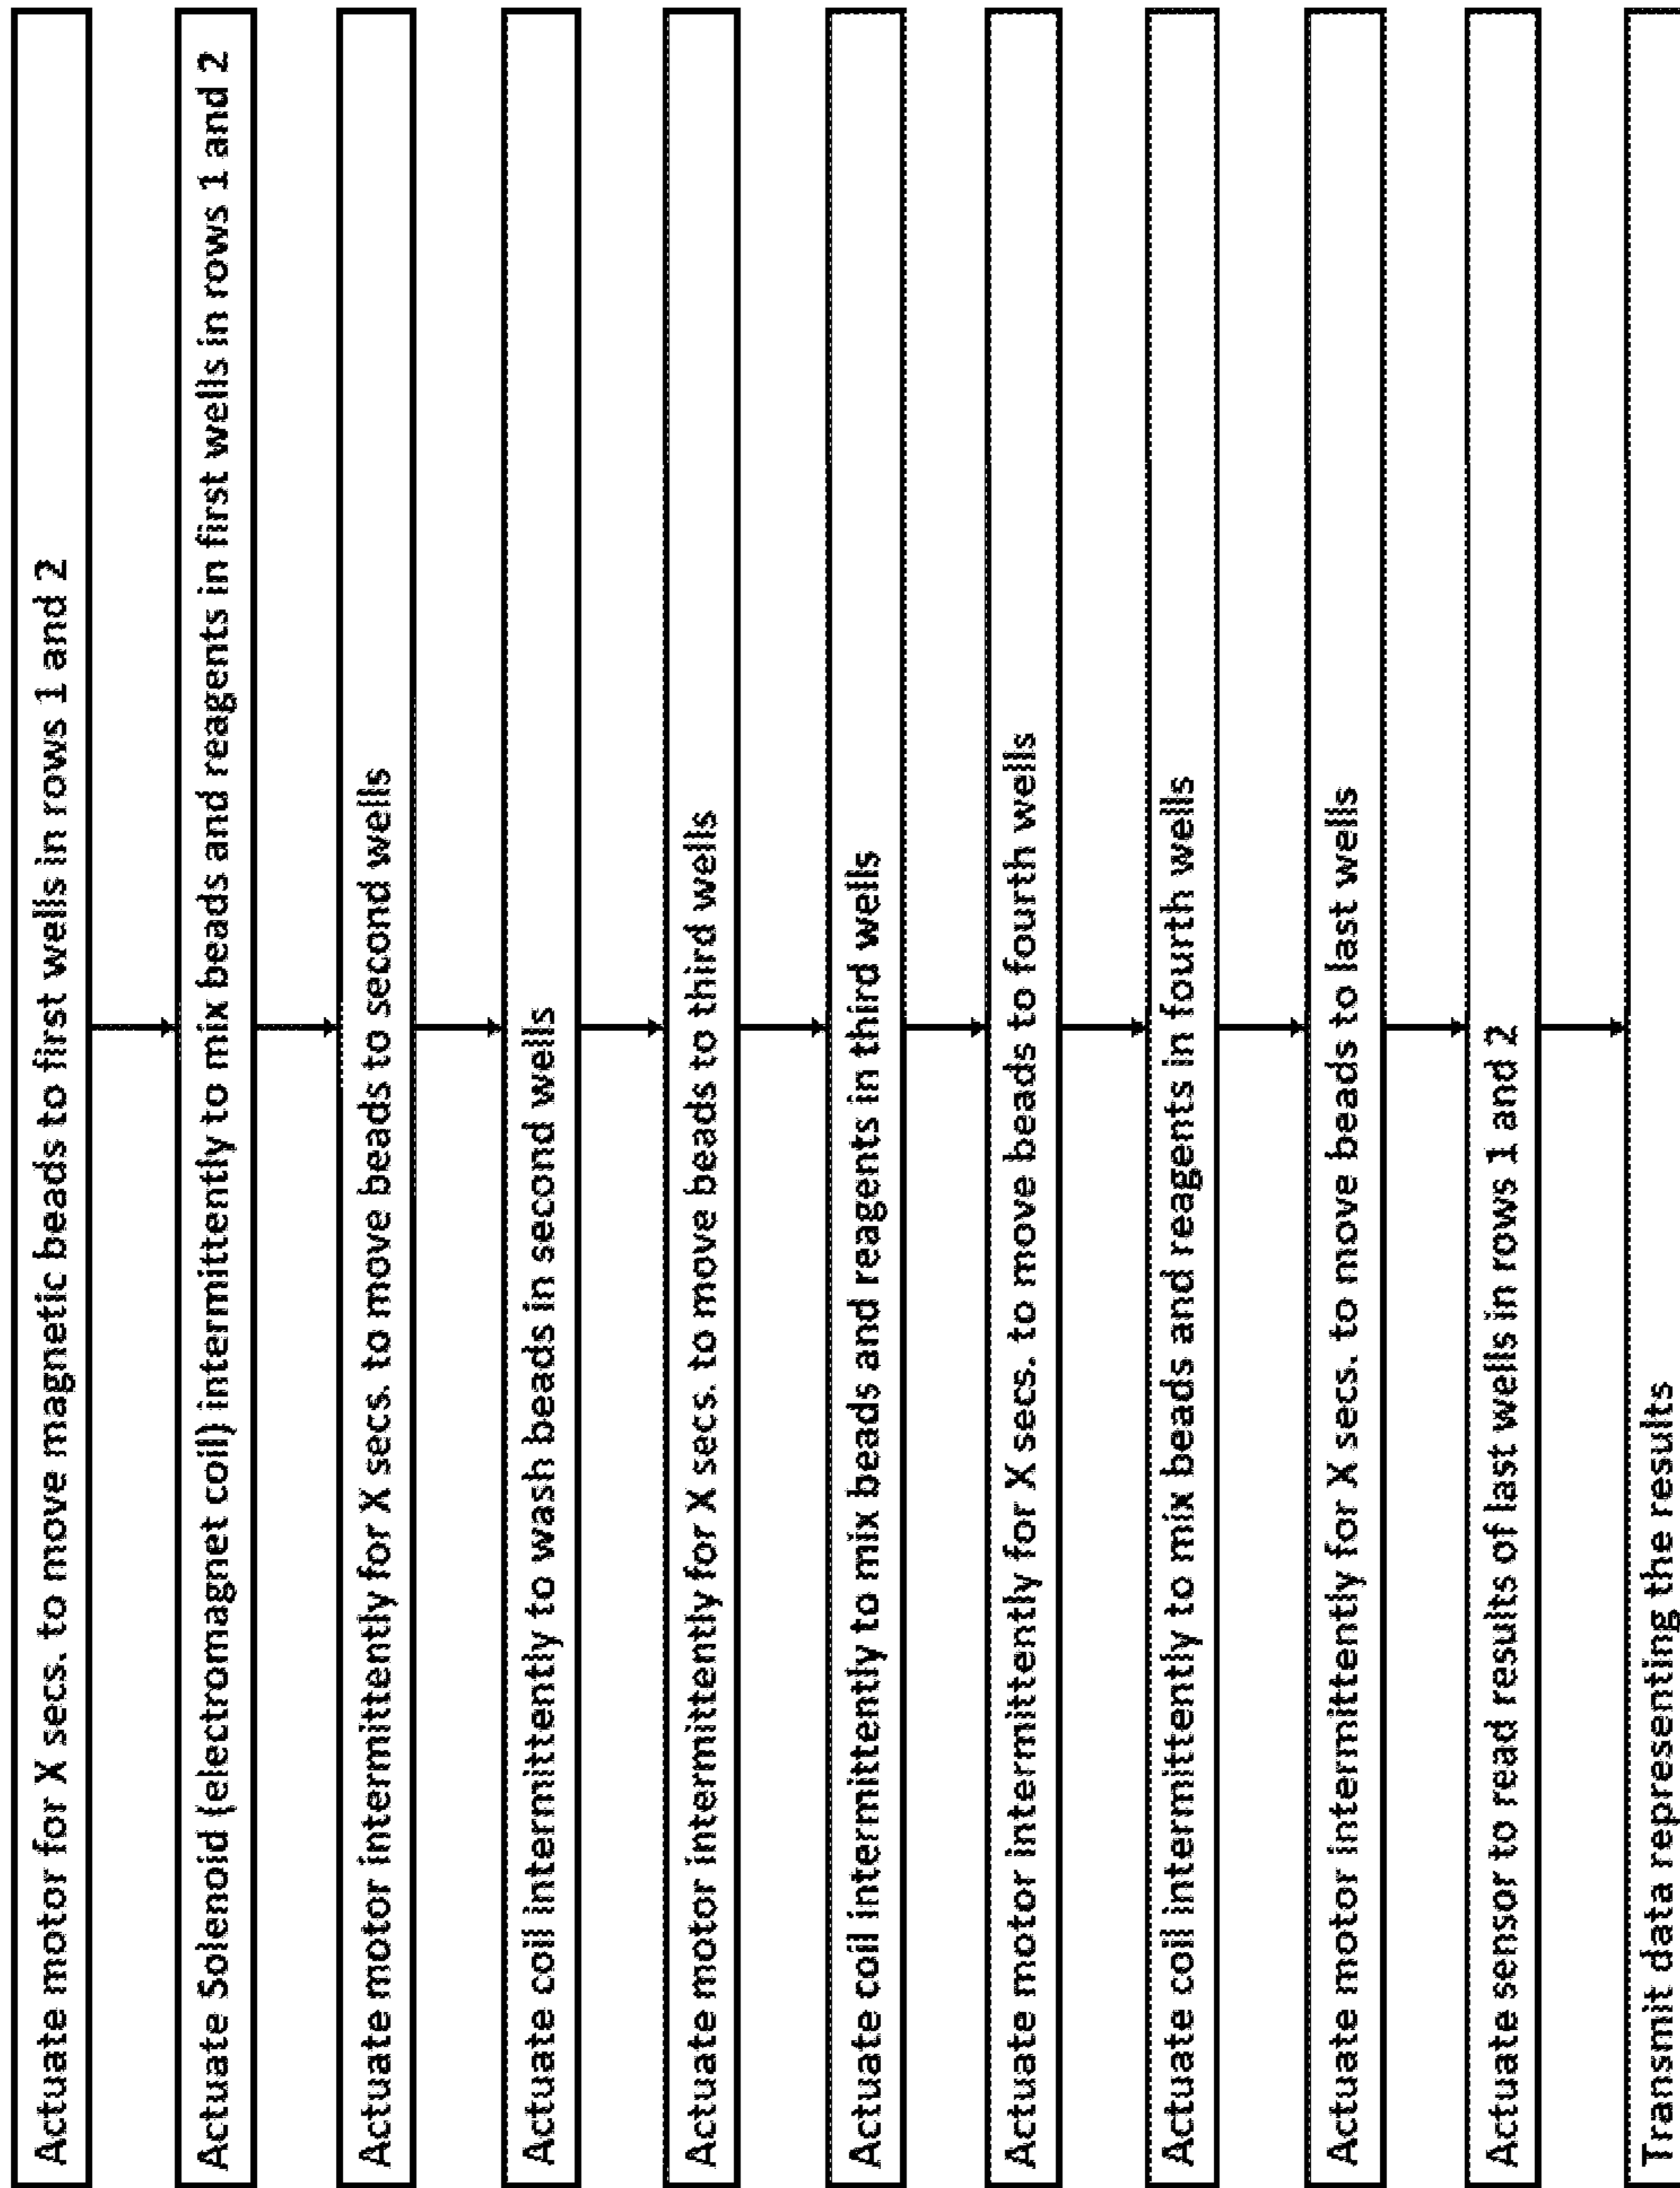 Actuate motor for X secs. to move magnetic beads to first wells in rows 1 and 2
Actuate Solenoid (electromagnet coil) intermittently to mix beads and reagents in first wells in rows 1 and 2
Actuate motor intermittently for X secs. to move beads to second wells
Actuate coil intermittently to wash beads in second wells
Actuate motor intermittently for X secs. to move beads to third wells
Actuate coil intermittently to mix beads and reagents in third wells
Actuate motor intermittently for X secs. to move beads to fourth wells
Actuate coil intermittently to mix beads and reagents in fourth wells
Actuate motor intermittently for X secs. to move beads to last wells
Actuate sensor to read results of last wells in rows 1 and 2
Transmit data representing the results